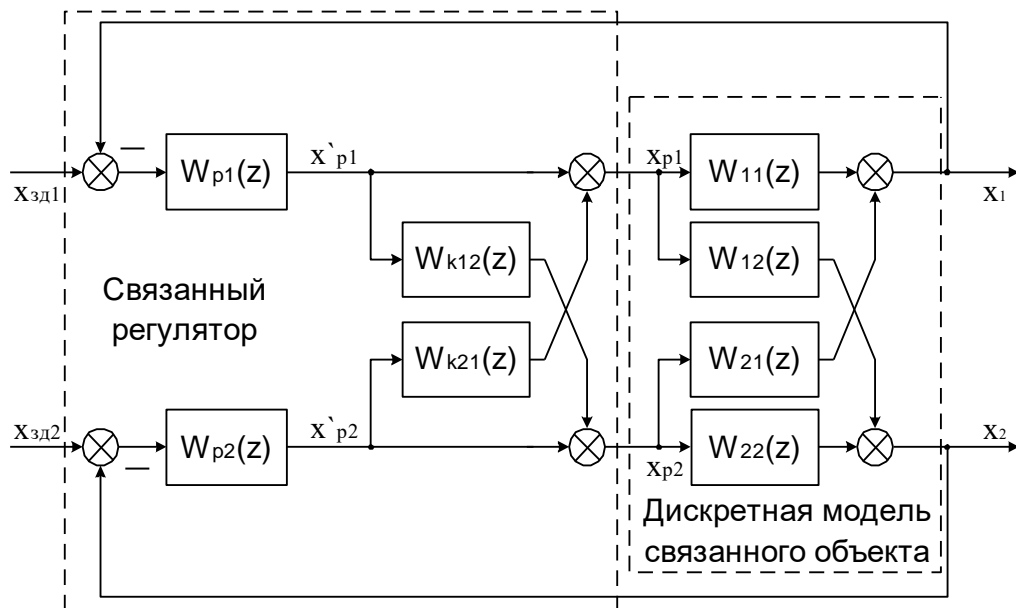 Wp1(z)
x`p1
xp1
W11(z)
xзд1
x1
Wk12(z)
W12(z)
Связанный
регулятор
Wk21(z)
W21(z)
xзд2
Wp2(z)
x`p2
xp2
W22(z)
x2
Дискретная модель
связанного объекта